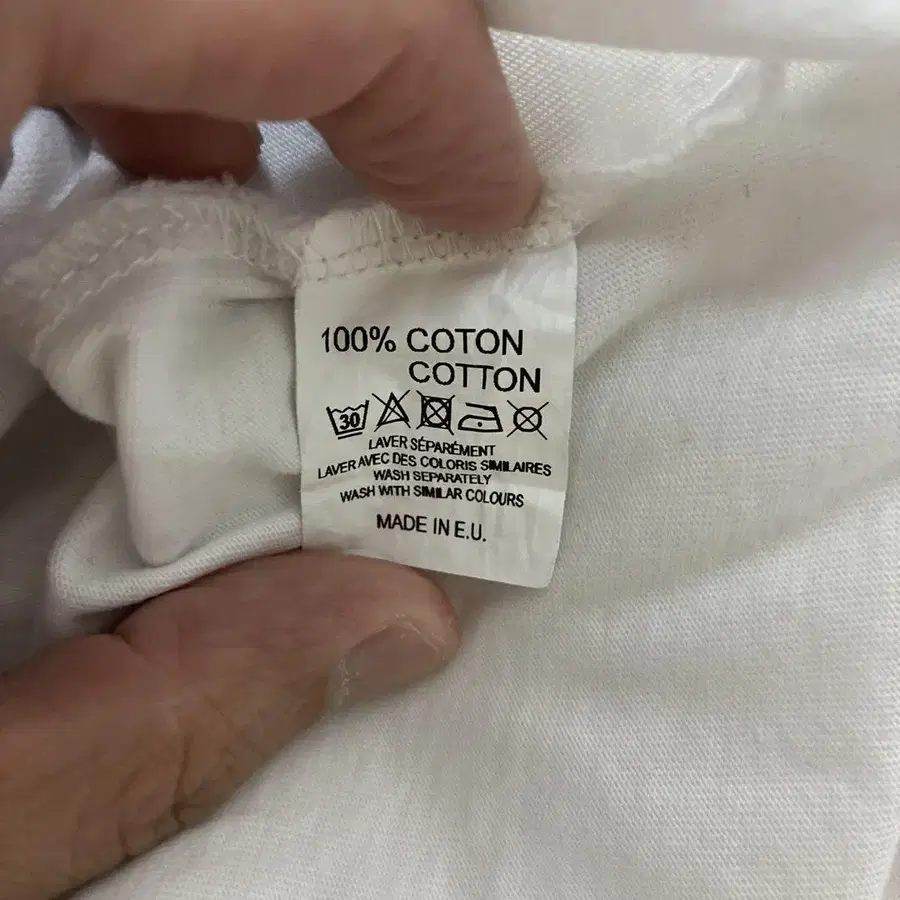 100% COTON
COTTON
30
LAVER SÉPARÉMENT
LAVER AVEC DES COLORIS SIMILAIRES
WASH SEPARATELY
WASH WITH SIMILAR COLOURS
MADE IN E.U.